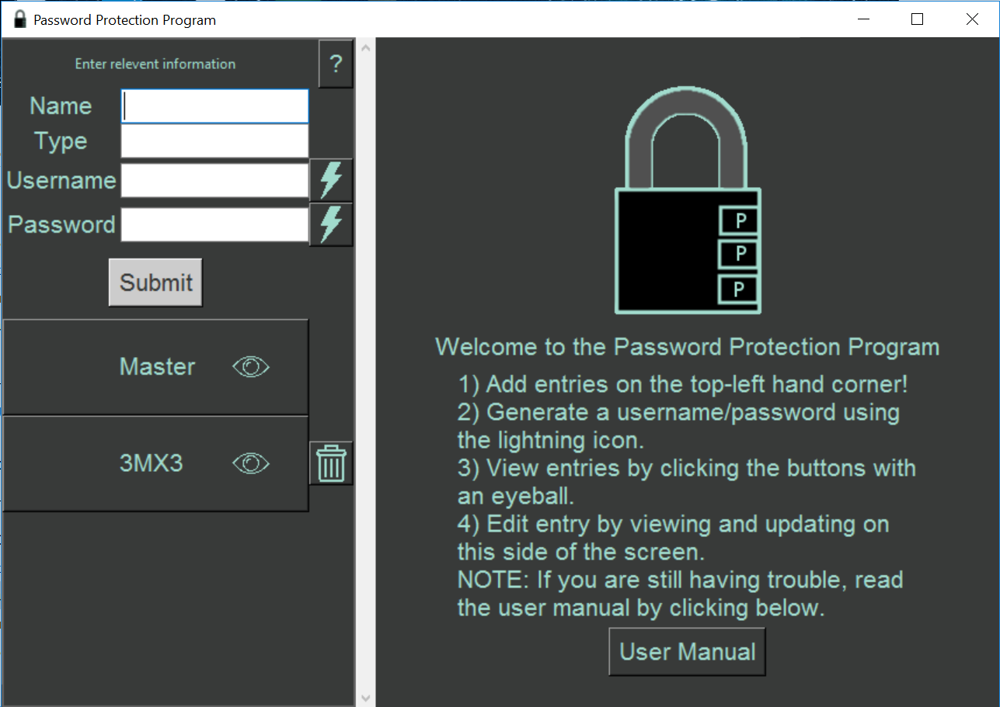 Password Protection Program
Enter relevent information
?
Name
Type
Username
Password
Submit
Master
3MX3
P
P
P
Welcome to the Password Protection Program
1) Add entries on the top-left hand corner!
2) Generate a username/password using
the lightning icon.
3) View entries by clicking the buttons with
an eyeball.
4) Edit entry by viewing and updating on
this side of the screen.
NOTE: If you are still having trouble, read
the user manual by clicking below.
User Manual